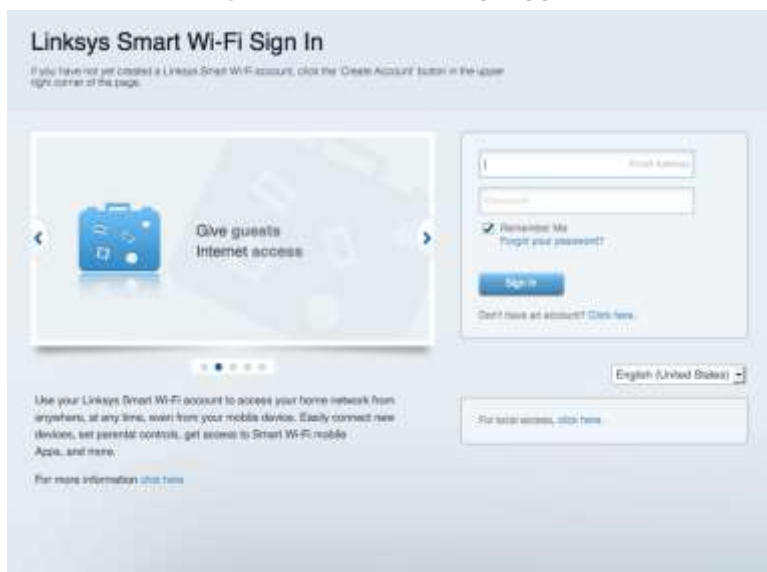 Linksys Smart Wi-Fi Sign In
If you have not yet created a Linksys Smart Wi-Fi account, click the 'Create Account' button in the upper
right corner of the page.
Give guests
Internet access
Email Address
Password
Remember Me
Forgot your password?
Sign In
Don't have an account? Click here.
English (United States)
Use your Linksys Smart Wi-Fi account to access your home network from
anywhere, at any time, even from your mobile device. Easily connect new
devices, set parental controls, get access to Smart Wi-Fi mobile
Apps, and more.
For local access, click here.
For more information click here